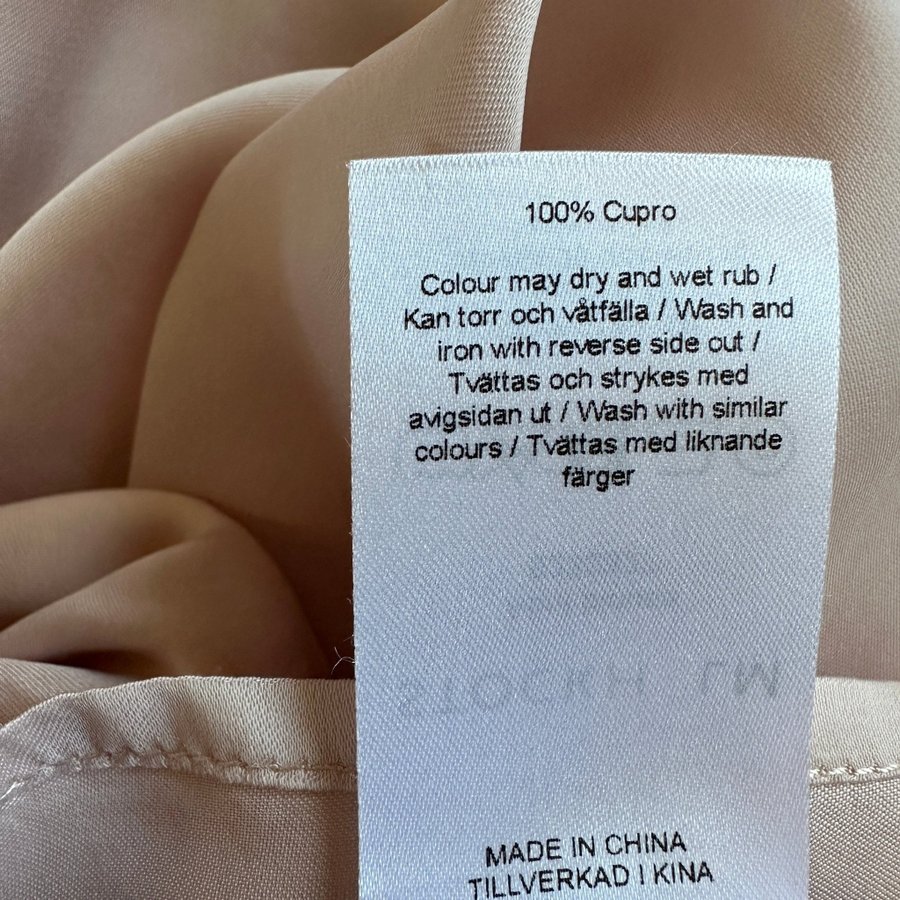 100% Cupro
Colour may dry and wet rub /
Kan torr och våtfälla / Wash and
iron with reverse side out /
Tvättas och strykes med
avigsidan ut / Wash with similar
colours / Tvättas med liknande
färger
MADE IN CHINA
TILLVERKAD I KINA